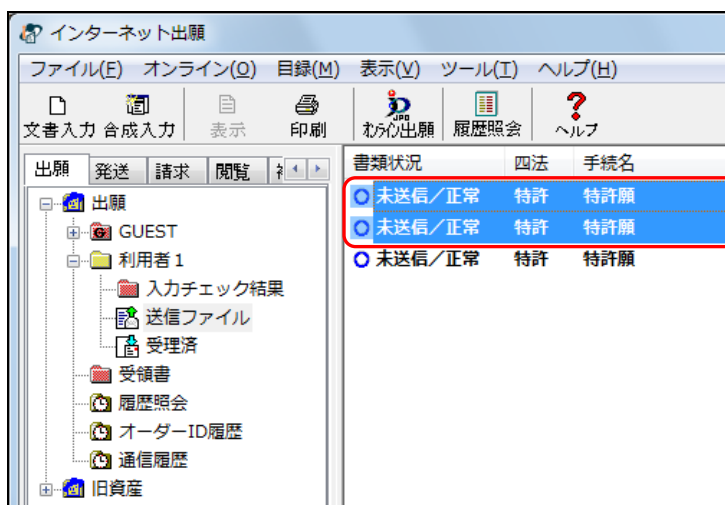 インターネット出願
ファイル(F) オンライン(O) 目録(M) 表示(V) ツール(T) ヘルプ(H)
文書入力 合成入力 表示 印刷 オンライン出願 履歴照会 ヘルプ
出願 発送 請求 閲覧
書類状況 四法 手続名
未送信/正常 特許 特許願
未送信/正常 特許 特許願
未送信/正常 特許 特許願
出願
GUEST
利用者1
入力チェック結果
送信ファイル
受理済
受領書
履歴照会
オーダーID履歴
通信履歴
旧資産